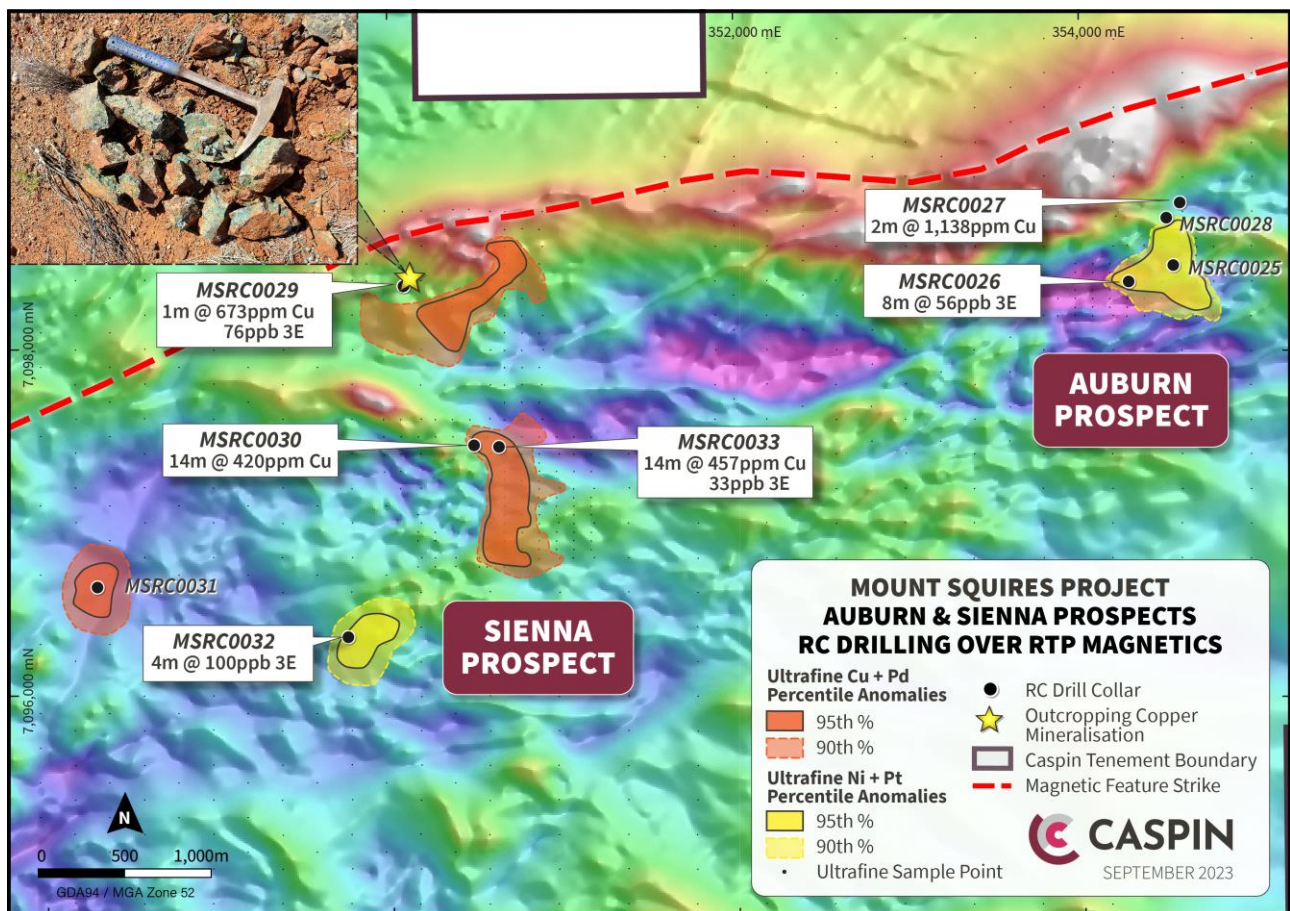 352,000 mE
354,000 mE
7,098,000 mN
7,096,000 mN
MSRC0027
2m @ 1,138ppm Cu
MSRC0028
MSRC0025
MSRC0026
8m @ 56ppb 3E
MSRC0029
1m @ 673ppm Cu
76ppb 3E
AUBURN
PROSPECT
MSRC0030
14m @ 420ppm Cu
MSRC0033
14m @ 457ppm Cu
33ppb 3E
MSRC0031
MSRC0032
4m @ 100ppb 3E
SIENNA
PROSPECT
MOUNT SQUIRES PROJECT
AUBURN & SIENNA PROSPECTS
RC DRILLING OVER RTP MAGNETICS
Ultrafine Cu + Pd
Percentile Anomalies
95th %
90th %
Ultrafine Ni + Pt
Percentile Anomalies
95th %
90th %
Ultrafine Sample Point
RC Drill Collar
Outcropping Copper
Mineralisation
Caspin Tenement Boundary
Magnetic Feature Strike
CASPIN
SEPTEMBER 2023
N
0 500 1,000m
GDA94 / MGA Zone 52